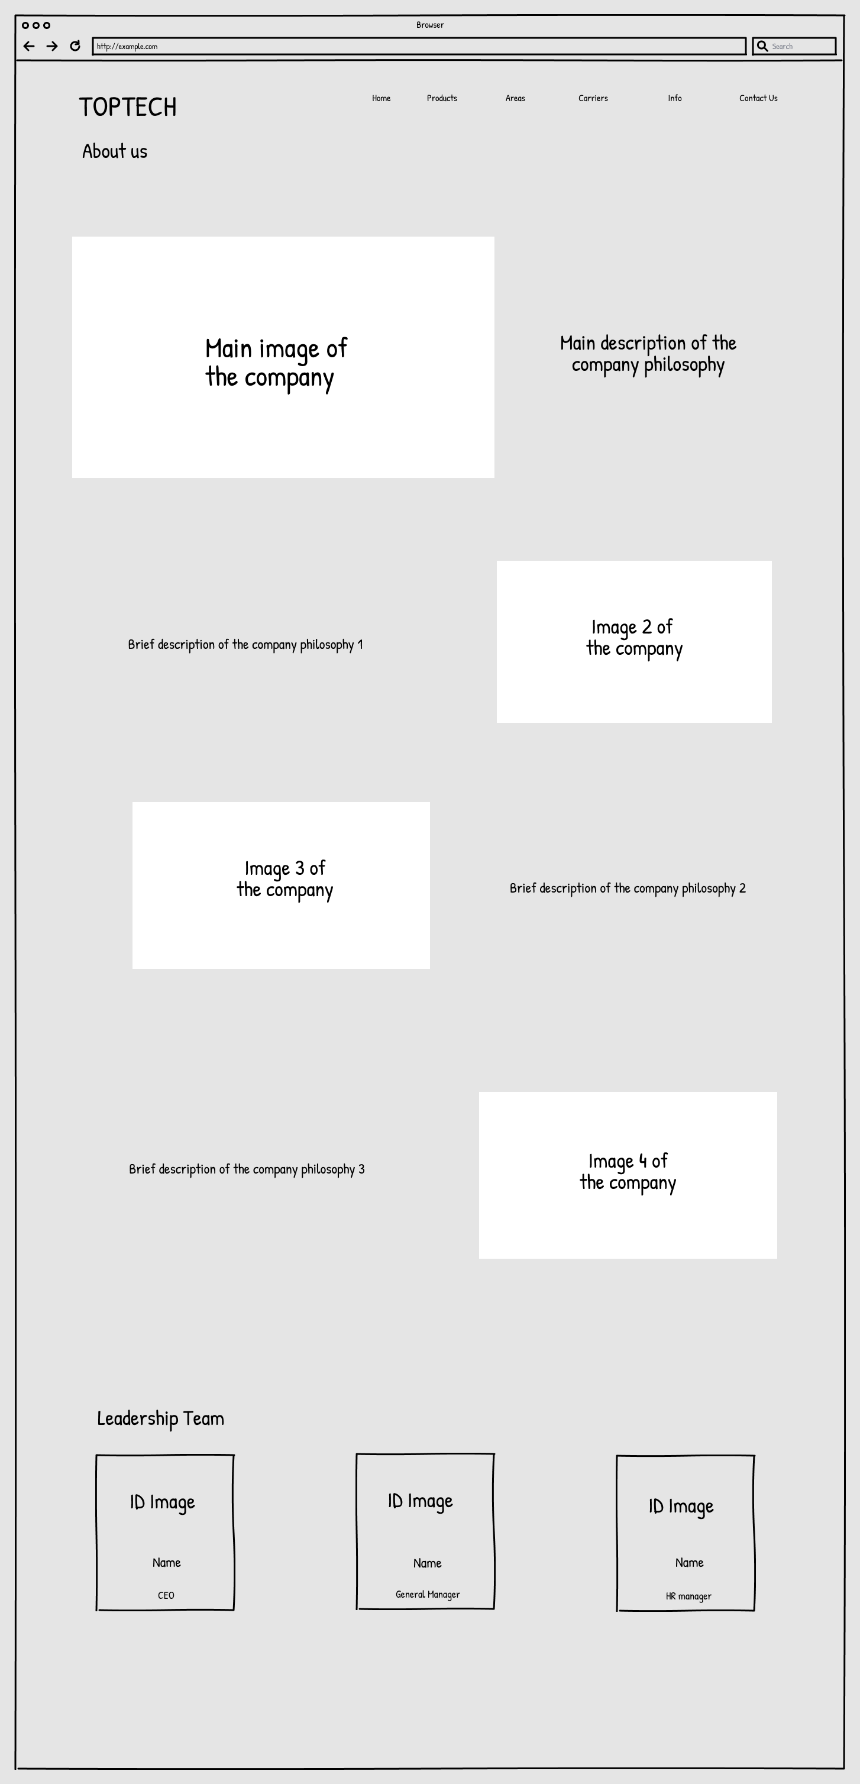 Browser
http://example.com
Search
TOPTECH
Home Products Areas Carriers Info Contact Us
About us
Main image of
the company
Main description of the
company philosophy
Brief description of the company philosophy 1
Image 2 of
the company
Image 3 of
the company
Brief description of the company philosophy 2
Brief description of the company philosophy 3
Image 4 of
the company
Leadership Team
ID Image
Name
CEO
ID Image
Name
General Manager
ID Image
Name
HR manager